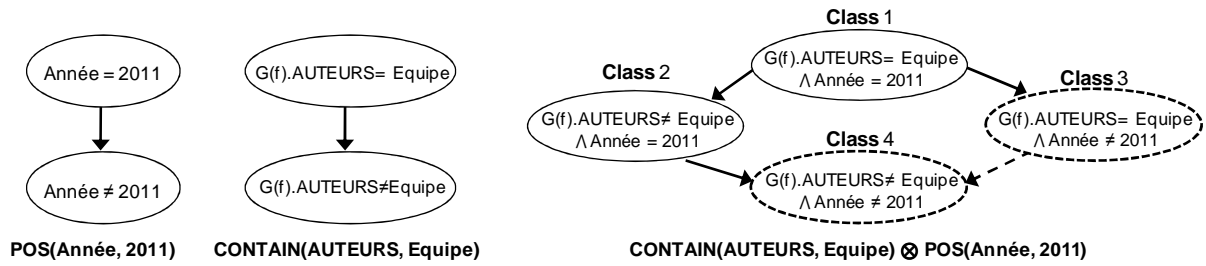 Année = 2011
Année ≠ 2011
POS(Année, 2011)
G(f).AUTEURS= Equipe
G(f).AUTEURS≠Equipe
CONTAIN(AUTEURS, Equipe)
Class 1
G(f).AUTEURS= Equipe
Λ Année = 2011
Class 2
G(f).AUTEURS≠ Equipe
Λ Année = 2011
Class 3
G(f).AUTEURS= Equipe
Λ Année ≠ 2011
Class 4
G(f).AUTEURS≠ Equipe
Λ Année ≠ 2011
CONTAIN(AUTEURS, Equipe) ⊗ POS(Année, 2011)